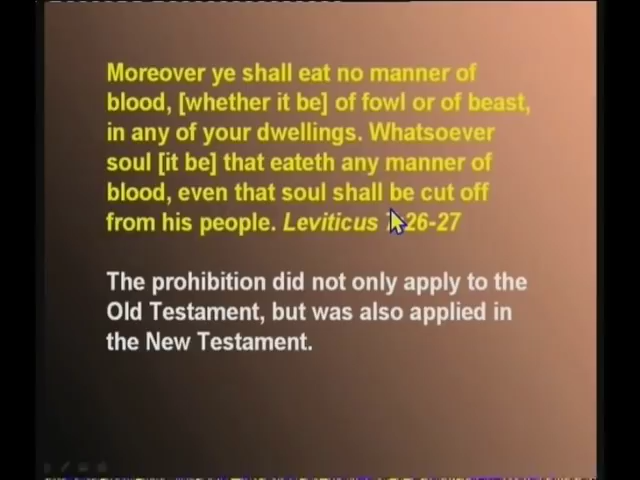 Moreover ye shall eat no manner of
blood, [whether it be] of fowl or of beast,
in any of your dwellings. Whatsoever
soul [it be] that eateth any manner of
blood, even that soul shall be cut off
from his people. Leviticus 26-27
The prohibition did not only apply to the
Old Testament, but was also applied in
the New Testament.